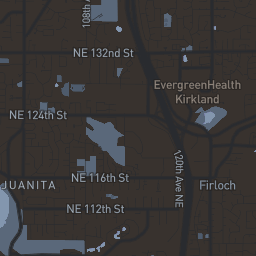 108th
NE 132nd St
EvergreenHealth
Kirkland
NE 124th St
120th Ave NE
NE 116th St
JUANITA
Firloch
NE 112th St